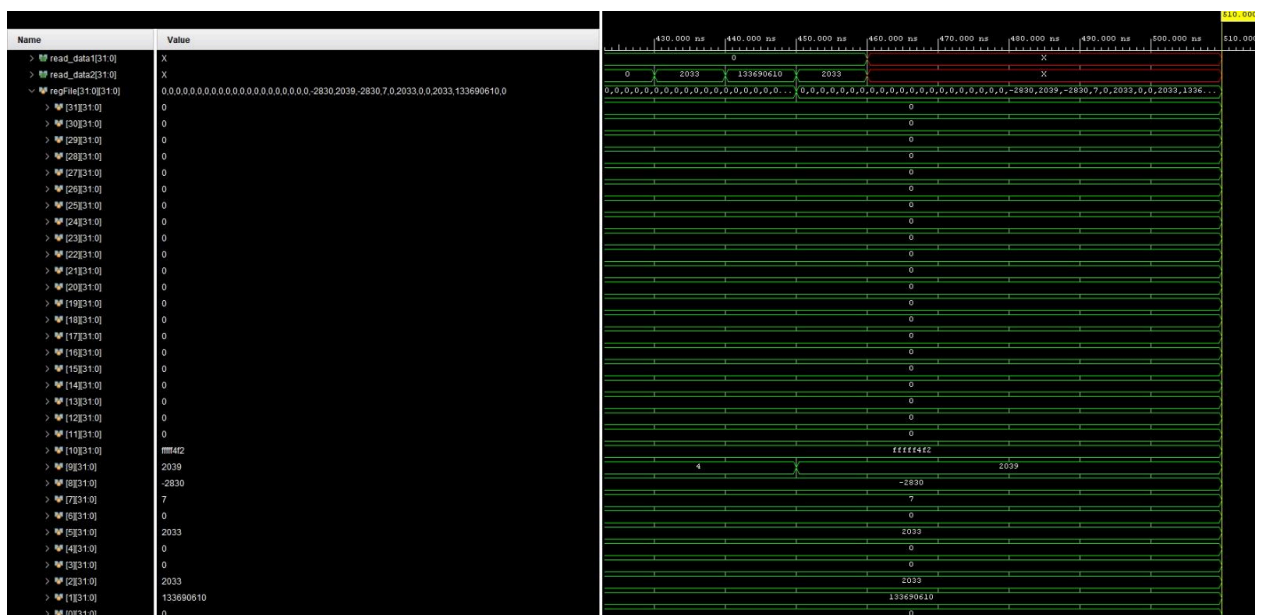 510.000
Name Value 430.000 ns 440.000 ns 450.000 ns 460.000 ns 470.000 ns 480.000 ns 490.000 ns 500.000 ns 510.000
read_data1[31:0] X 0 X
read_data2[31:0] X 0 2033 133690610 2033 X
regFile[31:0][31:0] 0,0,0,0,0,0,0,0,0,0,0,0,0,0,0,0,0,0,0,0,0,-2830,2039,-2830,7,0,2033,0,0,2033,133690610,0
[31][31:0] 0 0
[30][31:0] 0 0
[29][31:0] 0 0
[28][31:0] 0 0
[27][31:0] 0 0
[26][31:0] 0 0
[25][31:0] 0 0
[24][31:0] 0 0
[23][31:0] 0 0
[22][31:0] 0 0
[21][31:0] 0 0
[20][31:0] 0 0
[19][31:0] 0 0
[18][31:0] 0 0
[17][31:0] 0 0
[16][31:0] 0 0
[15][31:0] 0 0
[14][31:0] 0 0
[13][31:0] 0 0
[12][31:0] 0 0
[11][31:0] 0 0
[10][31:0] fffff4f2 fffff4f2
[9][31:0] 2039 4 2039
[8][31:0] -2830 -2830
[7][31:0] 7 7
[6][31:0] 0 0
[5][31:0] 2033 2033
[4][31:0] 0 0
[3][31:0] 0 0
[2][31:0] 2033 2033
[1][31:0] 133690610 133690610
[0][31:0] 0 0